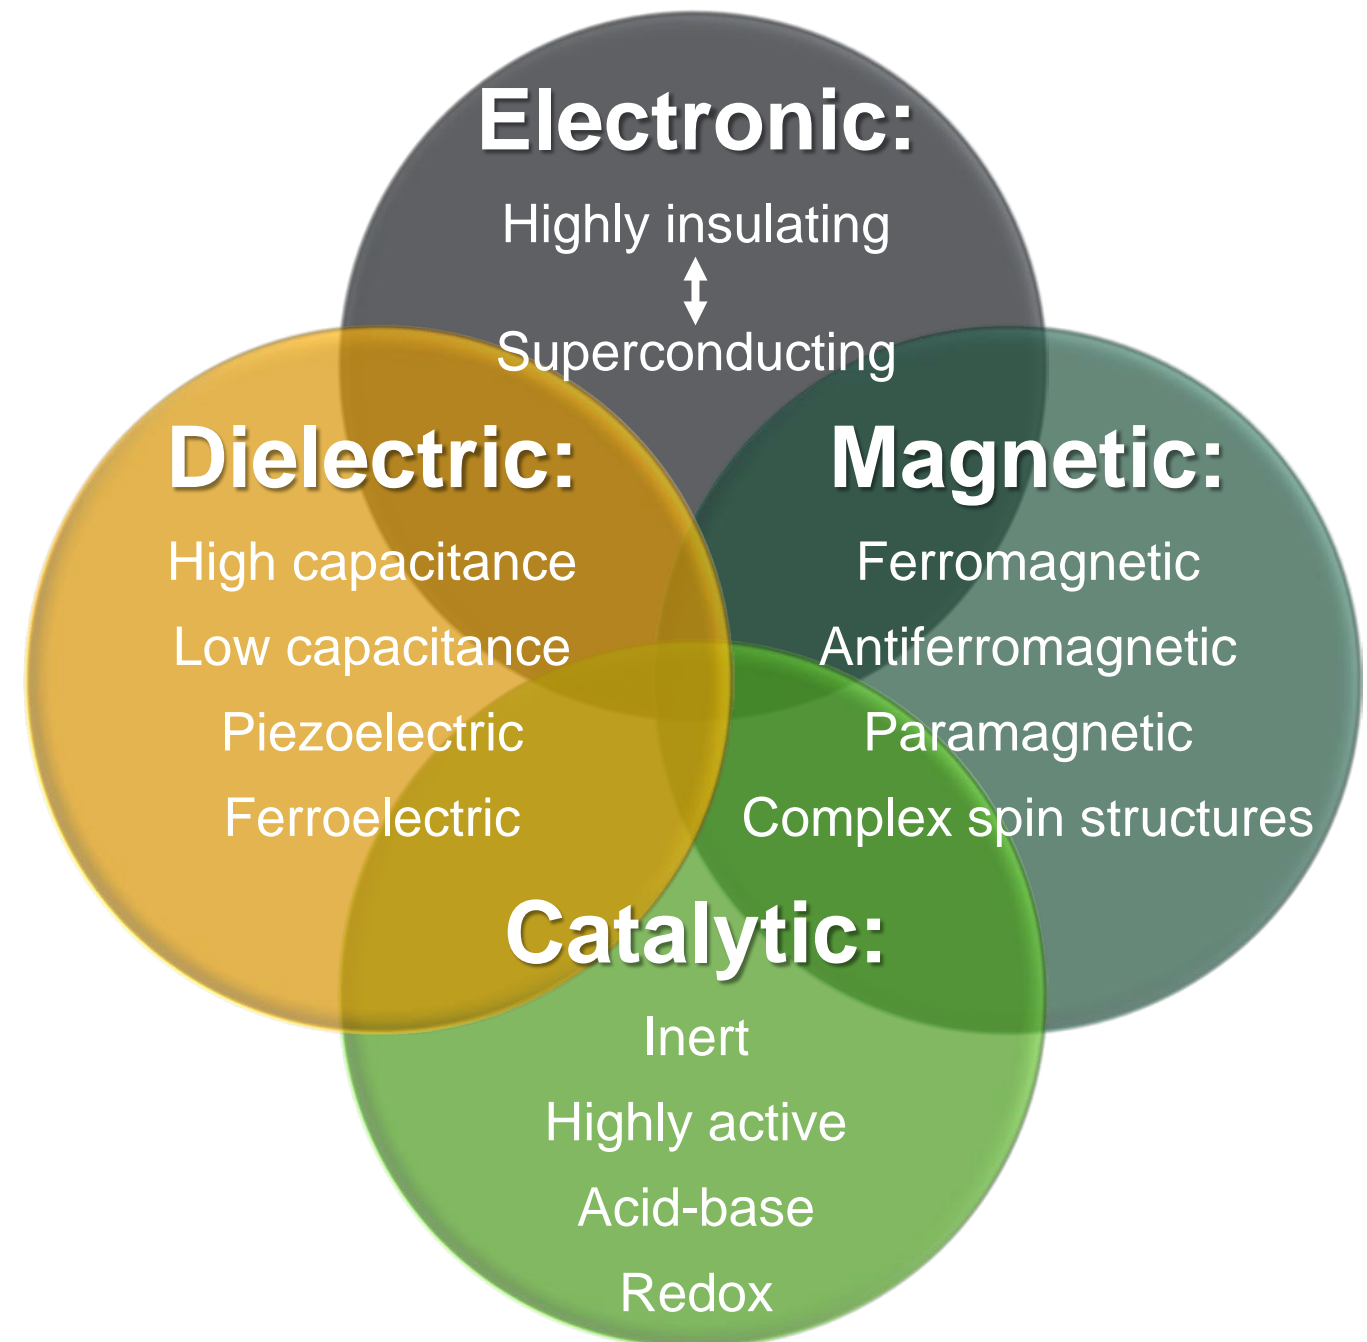 Electronic:
Highly insulating
Superconducting
Dielectric:
High capacitance
Low capacitance
Piezoelectric
Ferroelectric
Magnetic:
Ferromagnetic
Antiferromagnetic
Paramagnetic
Complex spin structures
Catalytic:
Inert
Highly active
Acid-base
Redox